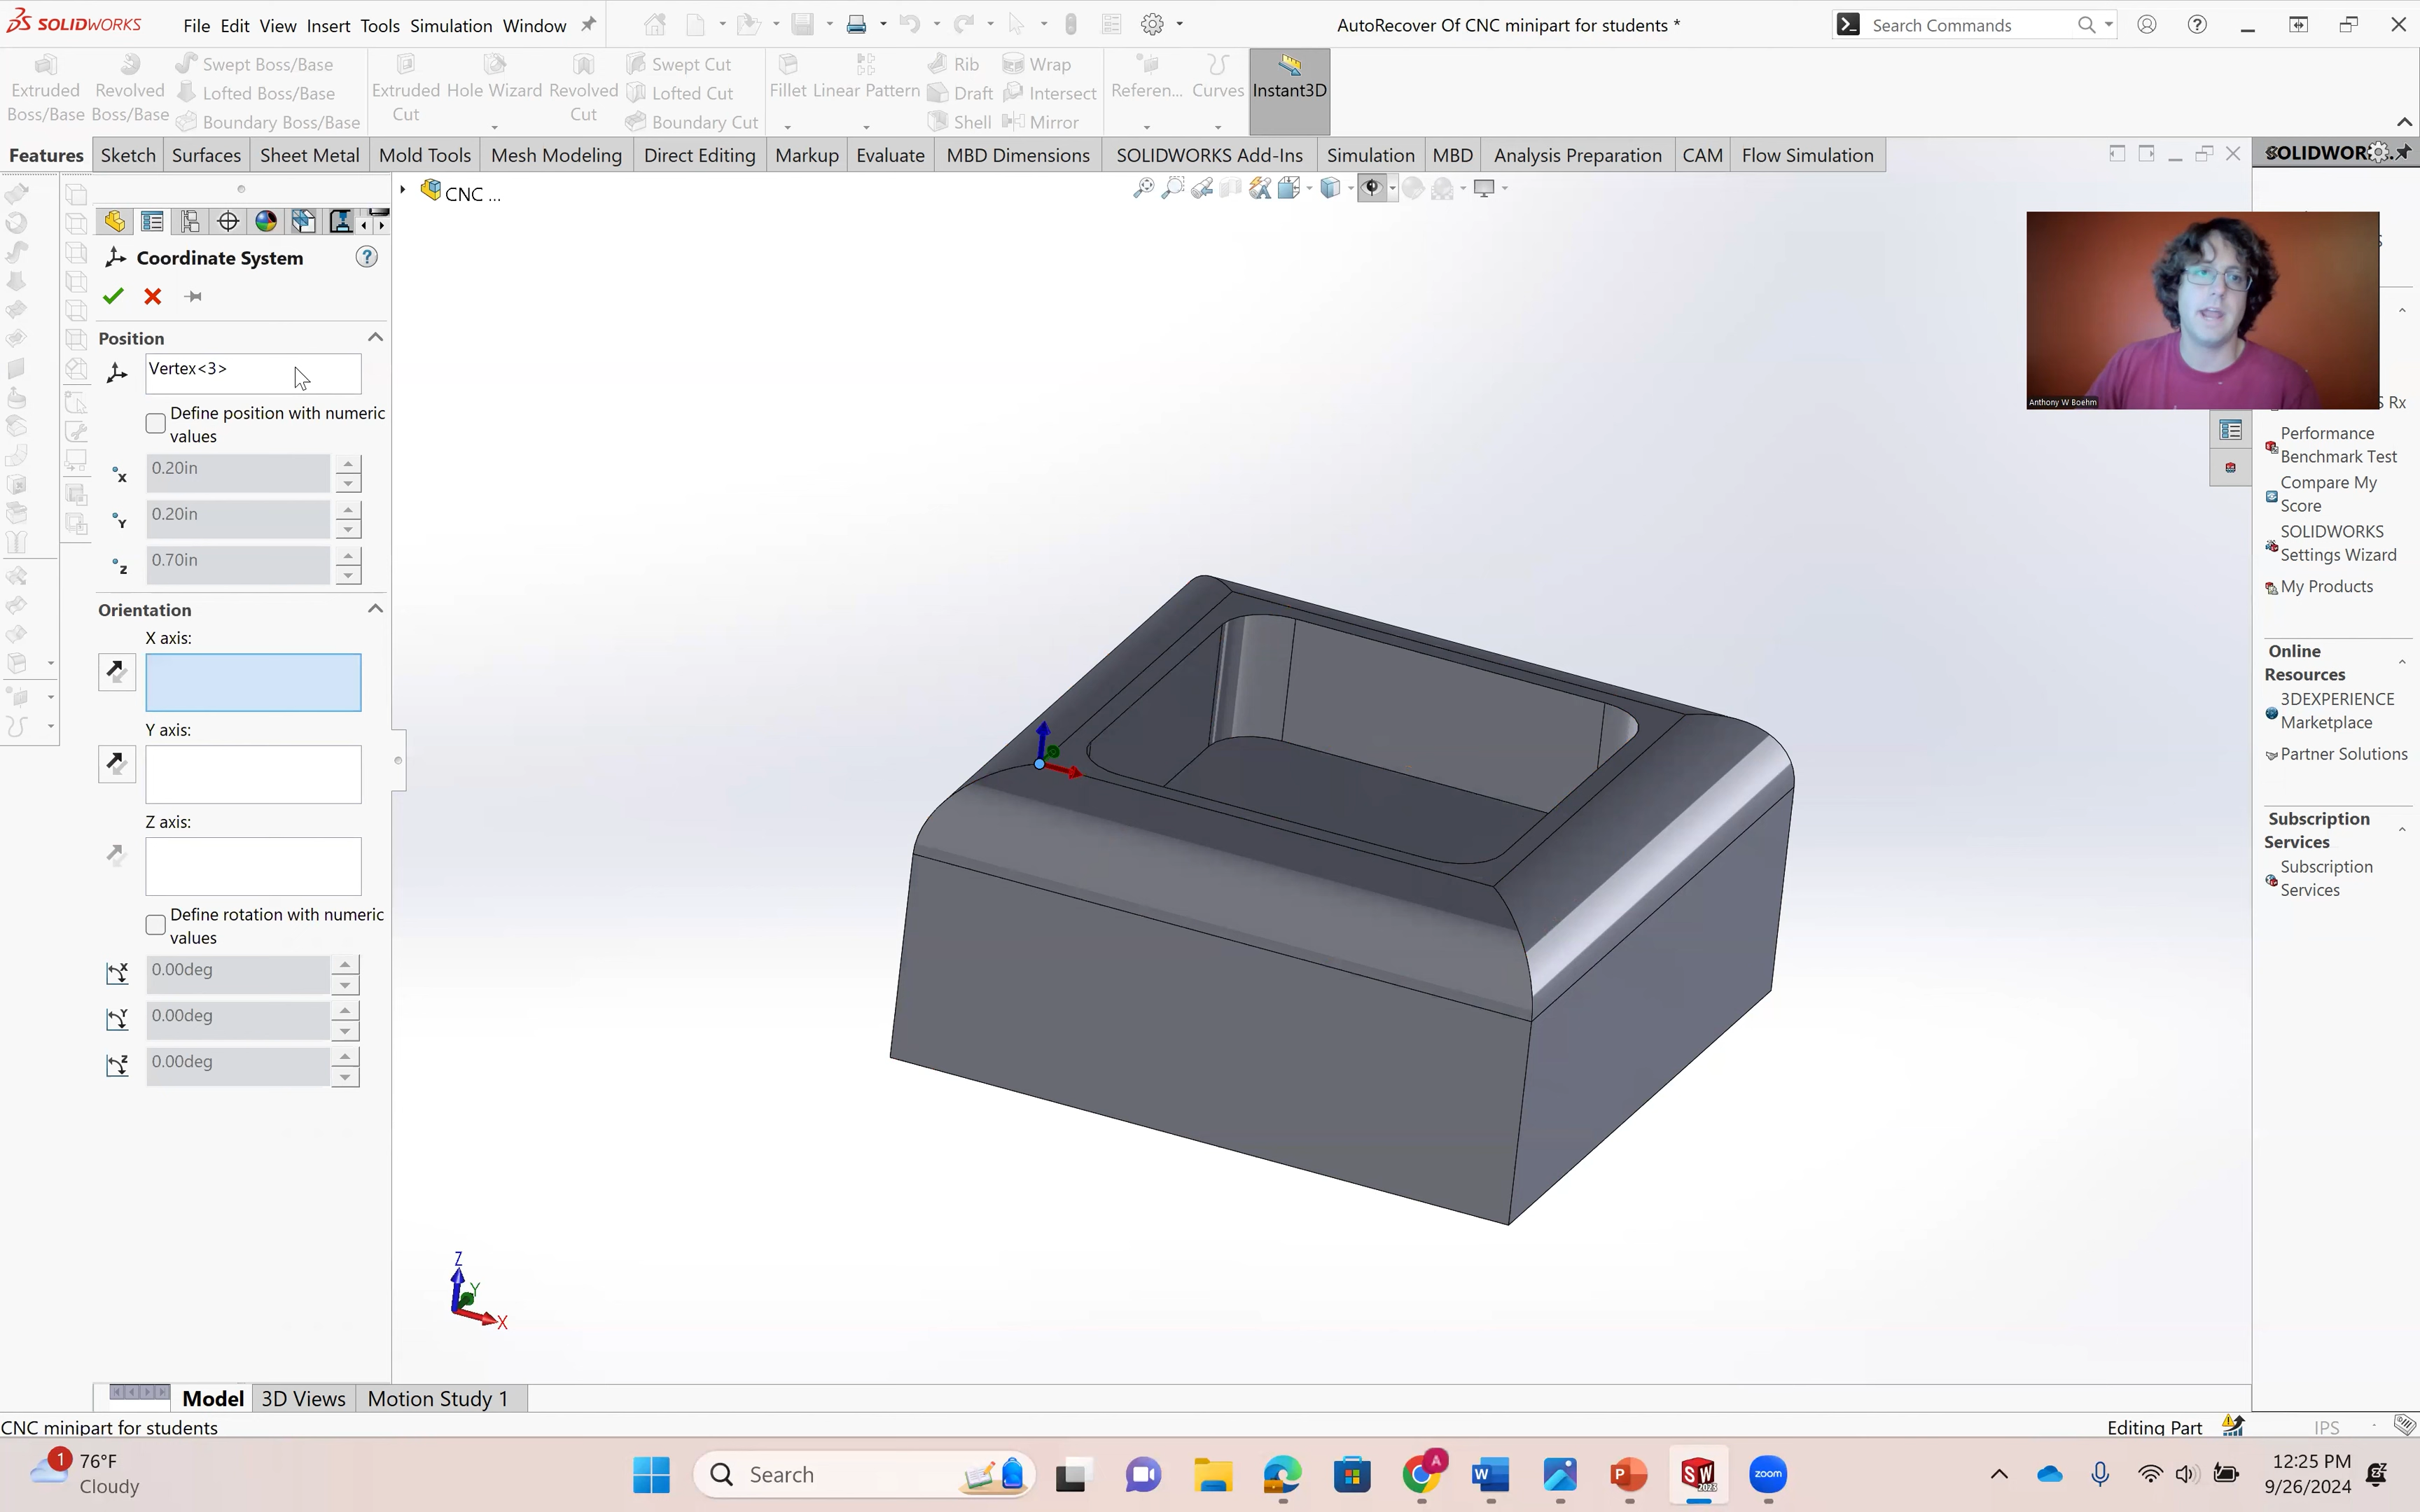 SOLIDWORKS
File Edit View Insert Tools Simulation Window
AutoRecover Of CNC minipart for students *
Search Commands
Extruded Boss/Base
Revolved Boss/Base
Swept Boss/Base
Lofted Boss/Base
Boundary Boss/Base
Extruded Cut
Hole Wizard
Revolved Cut
Swept Cut
Lofted Cut
Boundary Cut
Fillet
Linear Pattern
Rib
Draft
Shell
Wrap
Intersect
Mirror
Referen...
Curves
Instant3D
Features Sketch Surfaces Sheet Metal Mold Tools Mesh Modeling Direct Editing Markup Evaluate MBD Dimensions SOLIDWORKS Add-Ins Simulation MBD Analysis Preparation CAM Flow Simulation
CNC ...
Coordinate System
Position
Vertex<3>
Define position with numeric
values
X
0.20in
Y
0.20in
Z
0.70in
Orientation
X axis:
Y axis:
Z axis:
Define rotation with numeric
values
X
0.00deg
Y
0.00deg
Z
0.00deg
Z
Y
X
Anthony W Boehm
Rx
Performance
Benchmark Test
Compare My
Score
SOLIDWORKS
Settings Wizard
My Products
Online
Resources
3DEXPERIENCE
Marketplace
Partner Solutions
Subscription
Services
Subscription
Services
Model 3D Views Motion Study 1
CNC minipart for students
Editing Part
IPS
1
76°F
Cloudy
Search
A
W
P
SW
2023
zoom
12:25 PM
9/26/2024